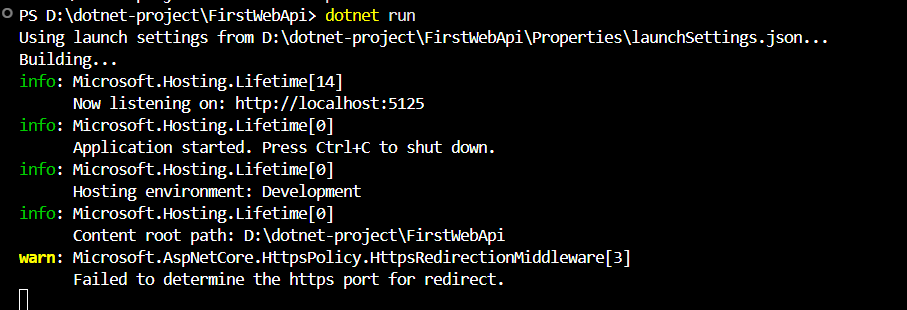 PS D:\dotnet-project\FirstWebApi> dotnet run
Using launch settings from D:\dotnet-project\FirstWebApi\Properties\launchSettings.json...
Building...
info: Microsoft.Hosting.Lifetime[14]
      Now listening on: http://localhost:5125
info: Microsoft.Hosting.Lifetime[0]
      Application started. Press Ctrl+C to shut down.
info: Microsoft.Hosting.Lifetime[0]
      Hosting environment: Development
info: Microsoft.Hosting.Lifetime[0]
      Content root path: D:\dotnet-project\FirstWebApi
warn: Microsoft.AspNetCore.HttpsPolicy.HttpsRedirectionMiddleware[3]
      Failed to determine the https port for redirect.